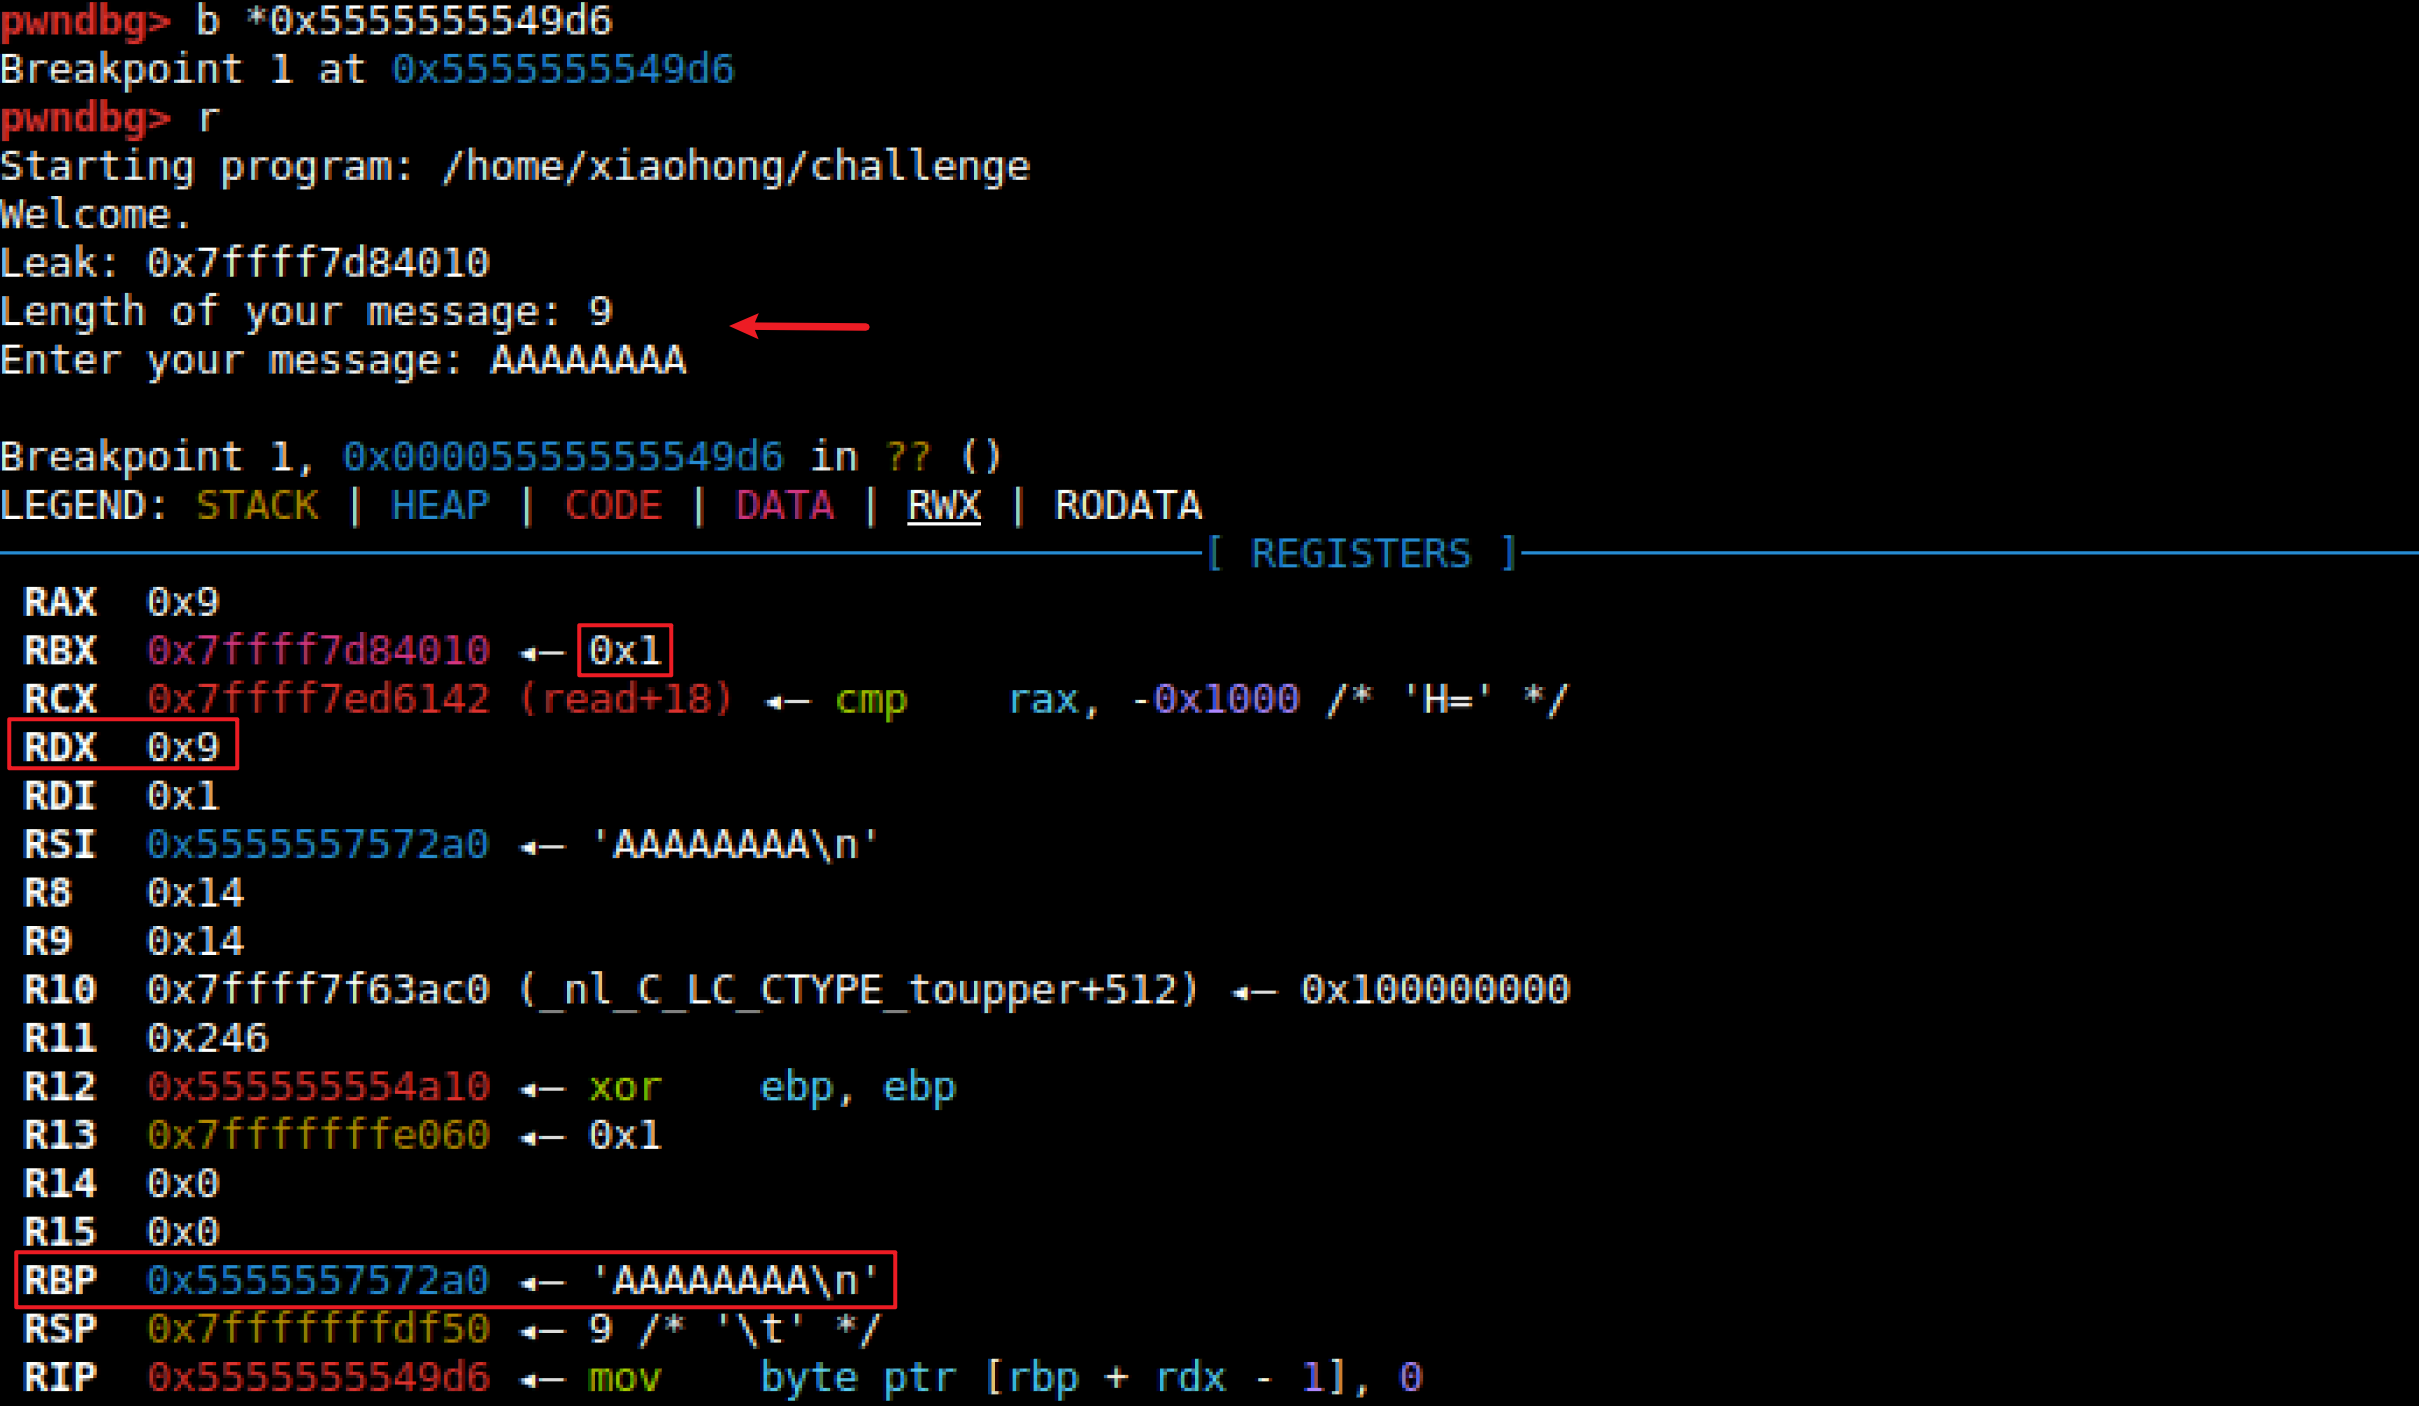 pwndbg> b *0x5555555549d6
Breakpoint 1 at 0x5555555549d6
pwndbg> r
Starting program: /home/xiaohong/challenge
Welcome.
Leak: 0x7ffff7d84010
Length of your message: 9
Enter your message: AAAAAAAA
Breakpoint 1, 0x00005555555549d6 in ?? ()
LEGEND: STACK | HEAP | CODE | DATA | RWX | RODATA
[ REGISTERS ]
RAX 0x9
RBX 0x7ffff7d84010 ◂— 0x1
RCX 0x7ffff7ed6142 (read+18) ◂— cmp rax, -0x1000 /* 'H=' */
RDX 0x9
RDI 0x1
RSI 0x5555557572a0 ◂— 'AAAAAAAA\n'
R8 0x14
R9 0x14
R10 0x7ffff7f63ac0 (_nl_C_LC_CTYPE_toupper+512) ◂— 0x100000000
R11 0x246
R12 0x555555554a10 ◂— xor ebp, ebp
R13 0x7fffffffe060 ◂— 0x1
R14 0x0
R15 0x0
RBP 0x5555557572a0 ◂— 'AAAAAAAA\n'
RSP 0x7fffffffdf50 ◂— 9 /* '\t' */
RIP 0x5555555549d6 ◂— mov byte ptr [rbp + rdx - 1], 0